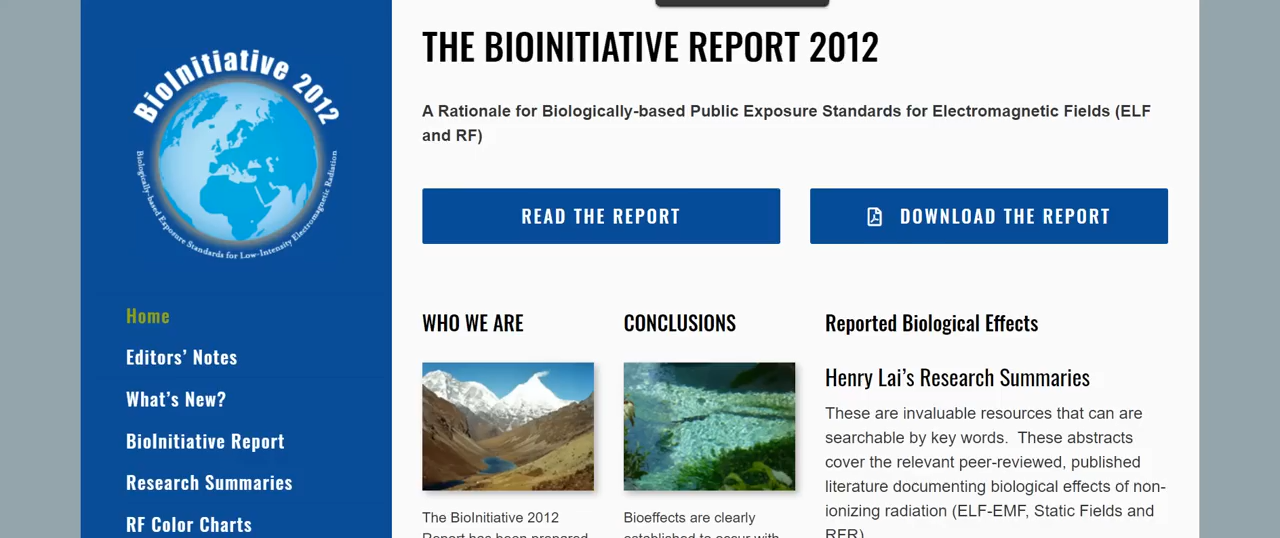 BioInitiative 2012
Biologically-based Exposure Standards for Low-Intensity Electromagnetic Radiation
Home
Editors’ Notes
What’s New?
BioInitiative Report
Research Summaries
RF Color Charts
THE BIOINITIATIVE REPORT 2012
A Rationale for Biologically-based Public Exposure Standards for Electromagnetic Fields (ELF
and RF)
READ THE REPORT
DOWNLOAD THE REPORT
WHO WE ARE
The BioInitiative 2012
Report has been prepared
CONCLUSIONS
Bioeffects are clearly
established to occur with
Reported Biological Effects
Henry Lai’s Research Summaries
These are invaluable resources that can are
searchable by key words.  These abstracts
cover the relevant peer-reviewed, published
literature documenting biological effects of non-
ionizing radiation (ELF-EMF, Static Fields and
RFR)